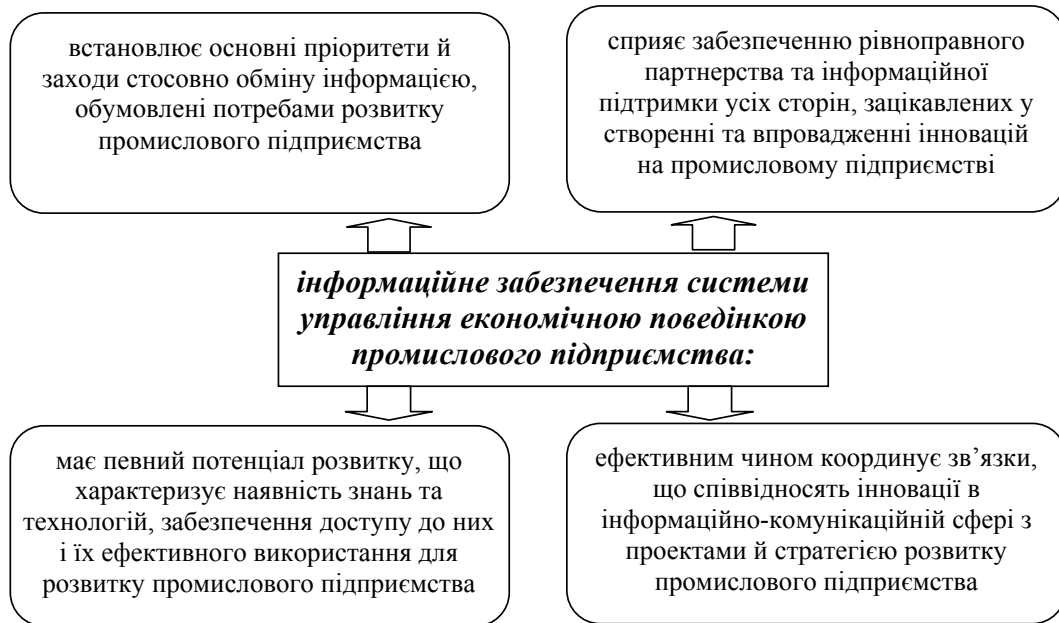 встановлює основні пріоритети й
заходи стосовно обміну інформацією,
обумовлені потребами розвитку
промислового підприємства
сприяє забезпеченню рівноправного
партнерства та інформаційної
підтримки усіх сторін, зацікавлених у
створенні та впровадженні інновацій
на промисловому підприємстві
інформаційне забезпечення системи
управління економічною поведінкою
промислового підприємства:
має певний потенціал розвитку, що
характеризує наявність знань та
технологій, забезпечення доступу до них
і їх ефективного використання для
розвитку промислового підприємства
ефективним чином координує зв’язки,
що співвідносять інновації в
інформаційно-комунікаційній сфері з
проектами й стратегією розвитку
промислового підприємства